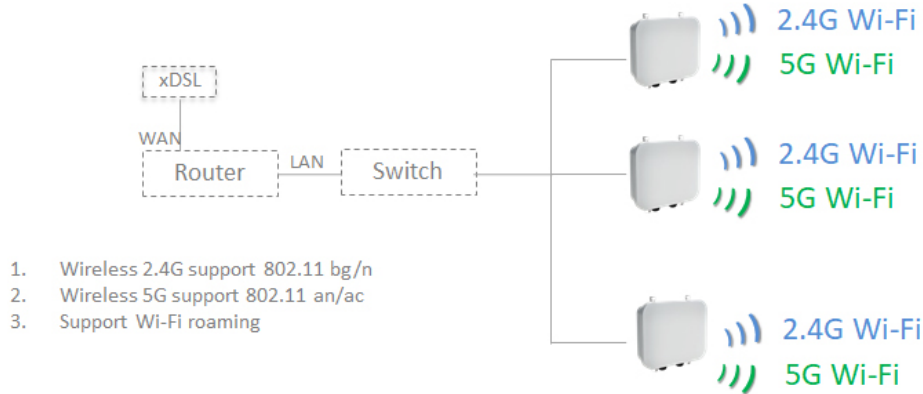 2.4G Wi-Fi
5G Wi-Fi
xDSL
WAN
Router
LAN
Switch
2.4G Wi-Fi
5G Wi-Fi
1. Wireless 2.4G support 802.11 bg/n
2. Wireless 5G support 802.11 an/ac
3. Support Wi-Fi roaming
2.4G Wi-Fi
5G Wi-Fi